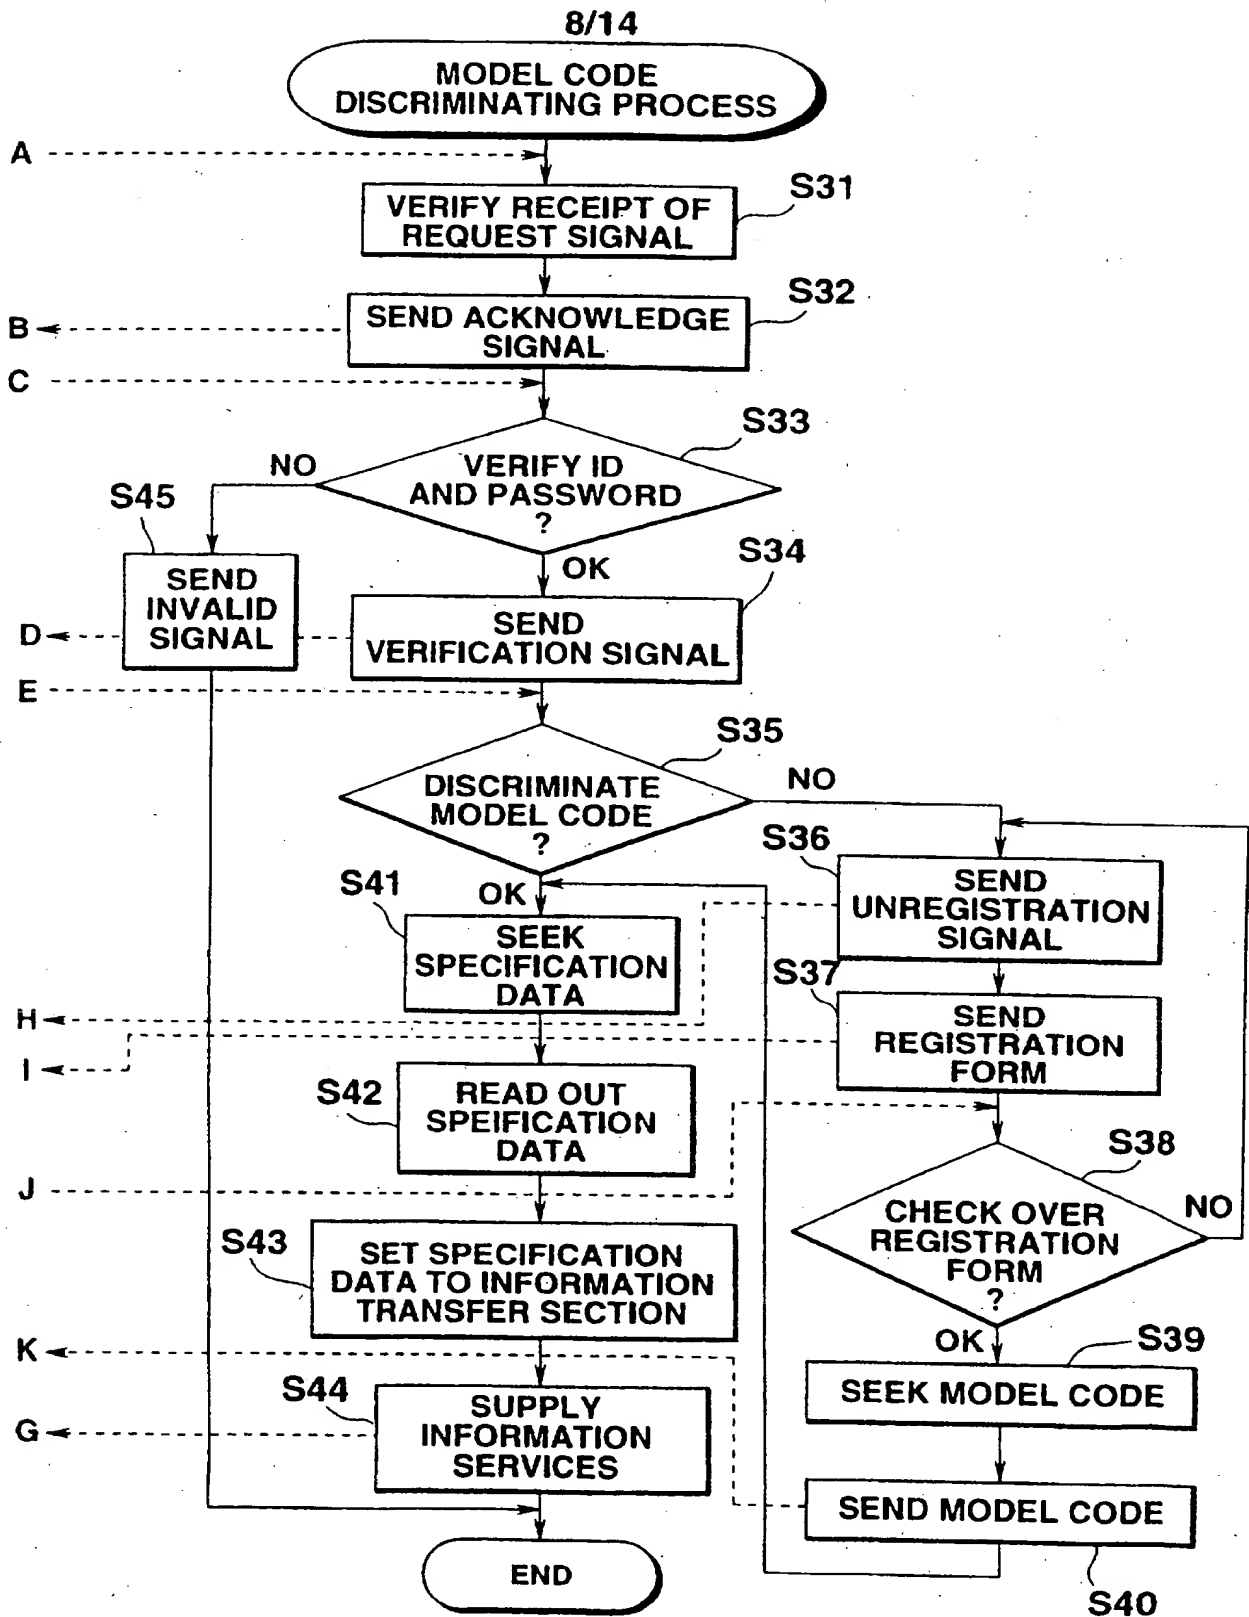 8/14
MODEL CODE
DISCRIMINATING PROCESS
A
S31
VERIFY RECEIPT OF
REQUEST SIGNAL
S32
B
SEND ACKNOWLEDGE
SIGNAL
C
S33
NO
VERIFY ID
AND PASSWORD
?
S45
OK
S34
SEND
INVALID
SIGNAL
D
SEND
VERIFICATION SIGNAL
E
S35
DISCRIMINATE
MODEL CODE
?
NO
S36
SEND
UNREGISTRATION
SIGNAL
S41
OK
SEEK
SPECIFICATION
DATA
S37
H
SEND
REGISTRATION
FORM
I
S42
READ OUT
SPEIFICATION
DATA
S38
J
CHECK OVER
REGISTRATION
FORM
?
NO
S43
SET SPECIFICATION
DATA TO INFORMATION
TRANSFER SECTION
OK
S39
K
SEEK MODEL CODE
S44
G
SUPPLY
INFORMATION
SERVICES
SEND MODEL CODE
END
S40